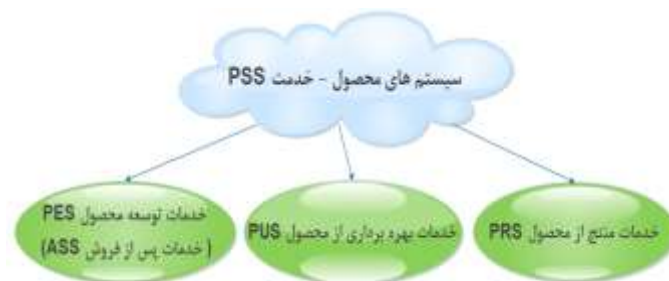 سیستم های محصول - خدمت PSS
خدمات منتج از محصول PRS
خدمات بهره برداری از محصول PUS
خدمات توسعه محصول PES
( خدمات پس از فروش ASS)